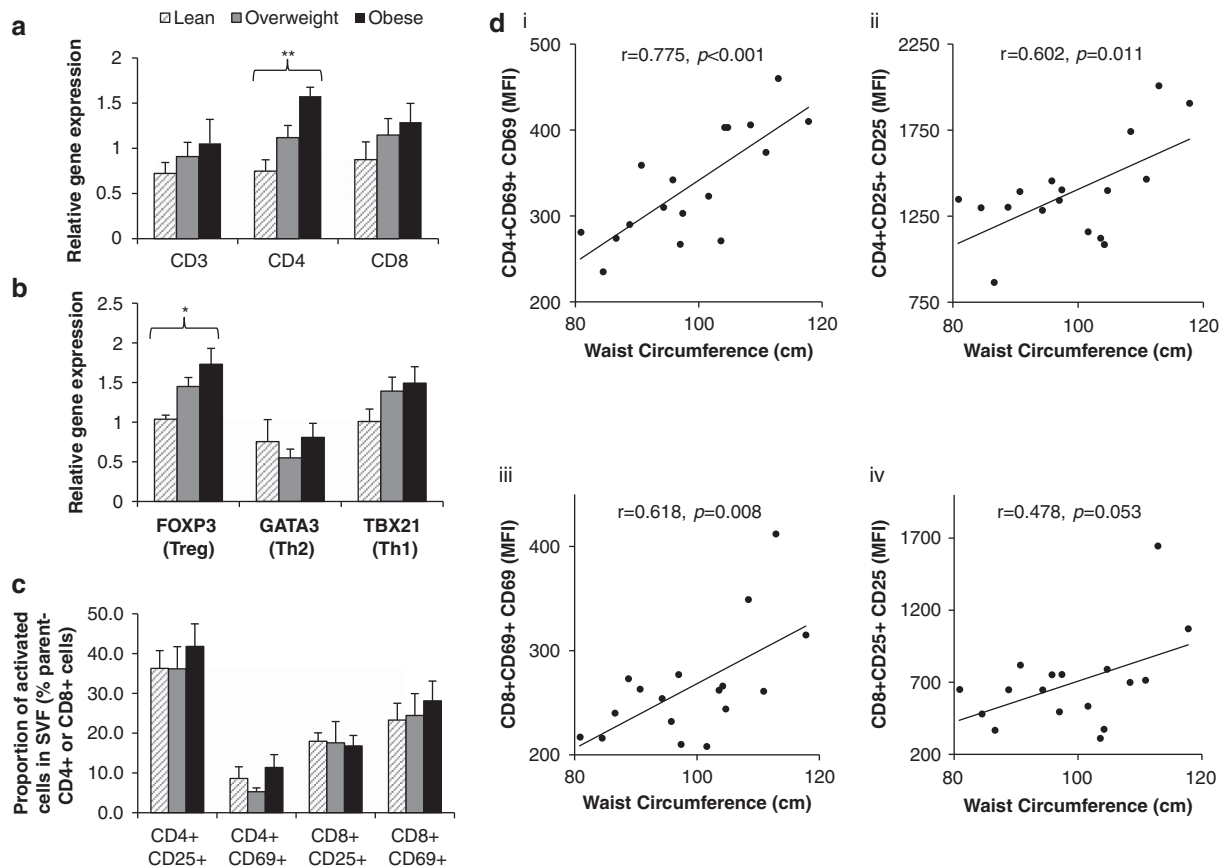 a
Lean Overweight Obese
Relative gene expression
2
1.5
1
0.5
0
**
CD3 CD4 CD8
b
Relative gene expression
2.5
2
1.5
1
0.5
0
*
FOXP3 GATA3 TBX21
(Treg) (Th2) (Th1)
c
Proportion of activated
cells in SVF (% parent-
CD4+ or CD8+ cells)
50.0
40.0
30.0
20.0
10.0
0.0
CD4+ CD4+ CD8+ CD8+
CD25+ CD69+ CD25+ CD69+
d
i
r=0.775, p<0.001
CD4+CD69+ CD69 (MFI)
500
400
300
200
80 100 120
Waist Circumference (cm)
ii
r=0.602, p=0.011
CD4+CD25+ CD25 (MFI)
2250
1750
1250
750
80 100 120
Waist Circumference (cm)
iii
r=0.618, p=0.008
CD8+CD69+ CD69 (MFI)
400
300
200
80 100 120
Waist Circumference (cm)
iv
r=0.478, p=0.053
CD8+CD25+ CD25 (MFI)
1700
1200
700
200
80 100 120
Waist Circumference (cm)